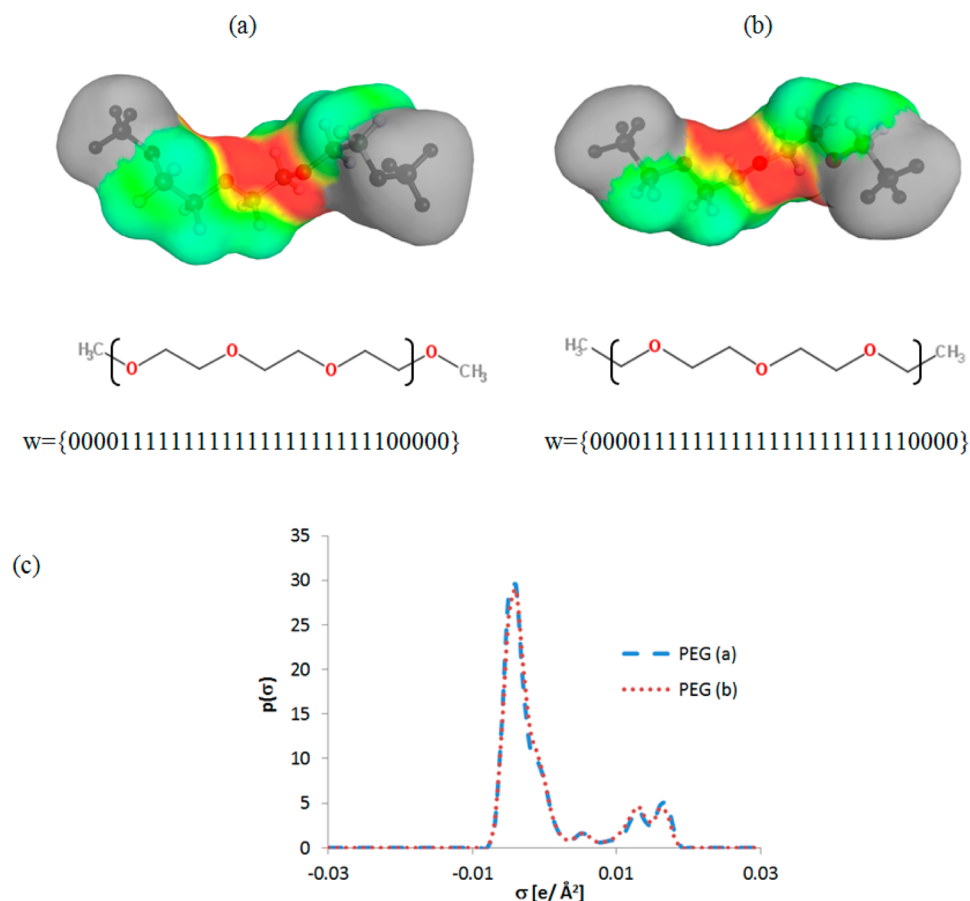 (a)
(b)
H₃C
O
O
O
O
CH₃
H₃C
O
O
O
CH₃
w={000011111111111111111111100000}
w={00001111111111111111111110000}
(c)
35
30
25
20
15
10
5
0
p(σ)
PEG (a)
PEG (b)
-0.03
-0.01
0.01
0.03
σ [e/ Å²]